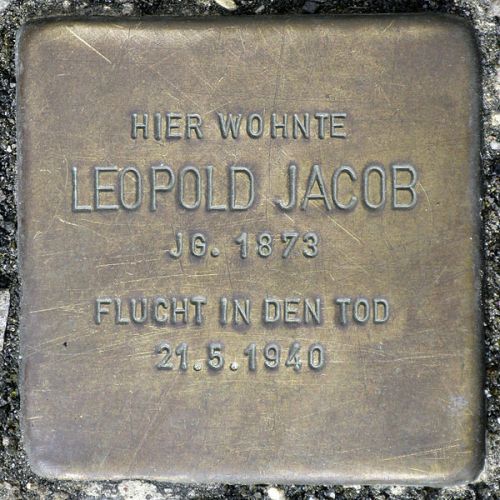 HIER WOHNTE
LEOPOLD JACOB
JG. 1873
FLUCHT IN DEN TOD
21.5.1940